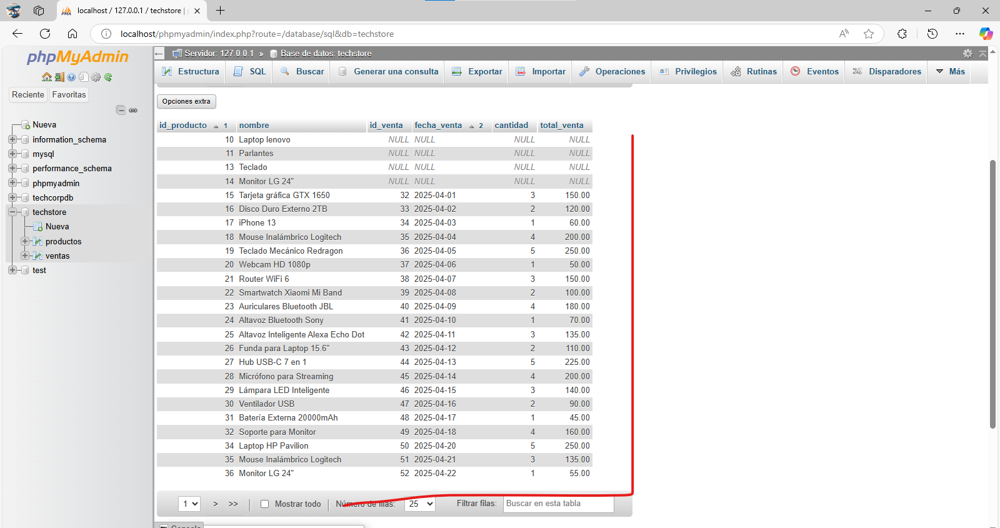 localhost / 127.0.0.1 / techstore |
localhost/phpmyadmin/index.php?route=/database/sql&db=techstore
phpMyAdmin
Reciente Favoritas
Nueva
information_schema
mysql
performance_schema
phpmyadmin
techcorpdb
techstore
Nueva
productos
ventas
test
Servidor: 127.0.0.1 » Base de datos: techstore
Estructura SQL Buscar Generar una consulta Exportar Importar Operaciones Privilegios Rutinas Eventos Disparadores Más
Opciones extra
id_producto 1 nombre id_venta fecha_venta 2 cantidad total_venta
10 Laptop lenovo NULL NULL NULL NULL
11 Parlantes NULL NULL NULL NULL
13 Teclado NULL NULL NULL NULL
14 Monitor LG 24" NULL NULL NULL NULL
15 Tarjeta gráfica GTX 1650 32 2025-04-01 3 150.00
16 Disco Duro Externo 2TB 33 2025-04-02 2 120.00
17 iPhone 13 34 2025-04-03 1 60.00
18 Mouse Inalámbrico Logitech 35 2025-04-04 4 200.00
19 Teclado Mecánico Redragon 36 2025-04-05 5 250.00
20 Webcam HD 1080p 37 2025-04-06 1 50.00
21 Router WiFi 6 38 2025-04-07 3 150.00
22 Smartwatch Xiaomi Mi Band 39 2025-04-08 2 100.00
23 Auriculares Bluetooth JBL 40 2025-04-09 4 180.00
24 Altavoz Bluetooth Sony 41 2025-04-10 1 70.00
25 Altavoz Inteligente Alexa Echo Dot 42 2025-04-11 3 135.00
26 Funda para Laptop 15.6" 43 2025-04-12 2 110.00
27 Hub USB-C 7 en 1 44 2025-04-13 5 225.00
28 Micrófono para Streaming 45 2025-04-14 4 200.00
29 Lámpara LED Inteligente 46 2025-04-15 3 140.00
30 Ventilador USB 47 2025-04-16 2 90.00
31 Batería Externa 20000mAh 48 2025-04-17 1 45.00
32 Soporte para Monitor 49 2025-04-18 4 160.00
34 Laptop HP Pavilion 50 2025-04-20 5 250.00
35 Mouse Inalámbrico Logitech 51 2025-04-21 3 135.00
36 Monitor LG 24" 52 2025-04-22 1 55.00
1 > >> Mostrar todo Número de filas: 25 Filtrar filas: Buscar en esta tabla
Consola